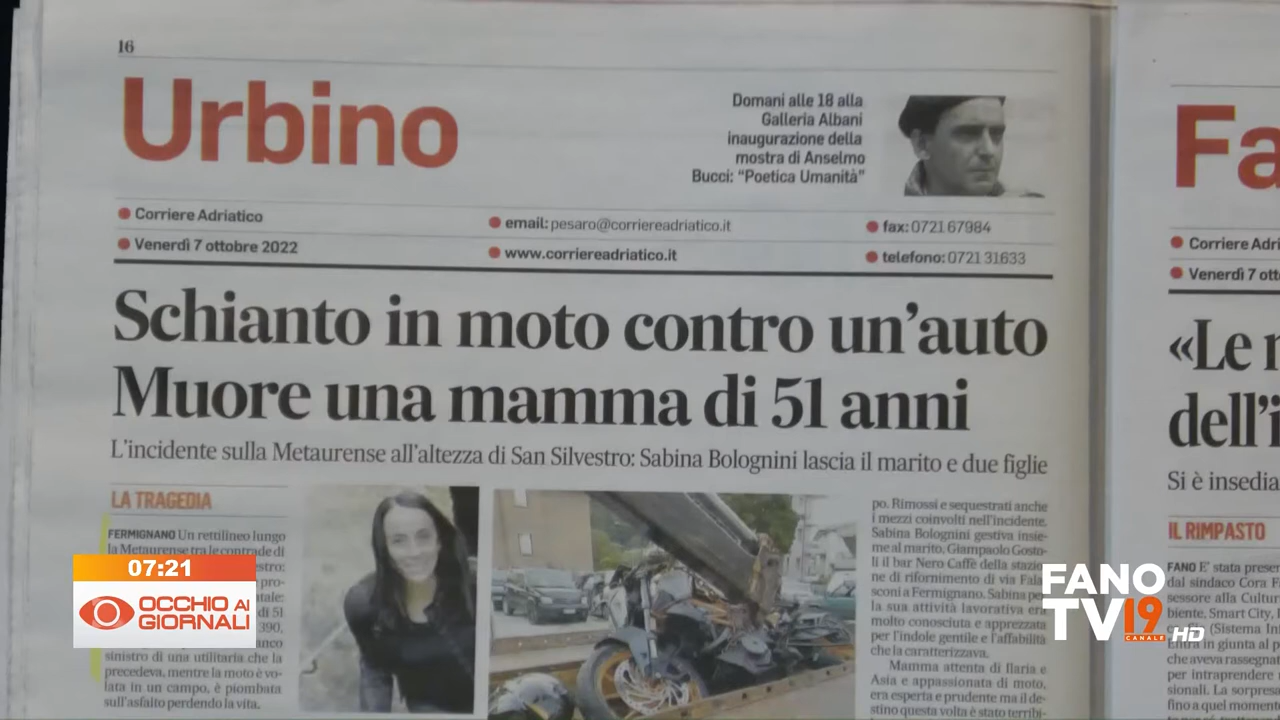 16
Urbino
Domani alle 18 alla
Galleria Albani
inaugurazione della
mostra di Anselmo
Bucci: “Poetica Umanità”
Corriere Adriatico
Venerdì 7 ottobre 2022
email: pesaro@corriereadriatico.it
www.corriereadriatico.it
fax: 0721 67984
telefono: 0721 31633
Schianto in moto contro un’auto
Muore una mamma di 51 anni
L’incidente sulla Metaurense all’altezza di San Silvestro: Sabina Bolognini lascia il marito e due figlie
LA TRAGEDIA
FERMIGNANO Un rettilineo lungo
la Metaurense tra le contrade di
di 51
390,
sinistro di una utilitaria che la
precedeva, mentre la moto è vo-
lata in un campo, è piombata
sull’asfalto perdendo la vita.
po. Rimossi e sequestrati anche
i mezzi coinvolti nell’incidente.
Sabina Bolognini gestiva insie-
me al marito, Giampaolo Gosto-
li il bar Nero Caffè della stazio-
ne di rifornimento di via Fala-
sconi a Fermignano. Sabina per
la sua attività lavorativa era
molto conosciuta e apprezzata
per l’indole gentile e l’affabilità
che la caratterizzava.
Mamma attenta di Ilaria e
Asia e appassionata di moto,
era esperta e prudente ma il de-
stino questa volta è stato terribi-
Fa
Corriere Adri
Venerdì 7 ott
«Le
dell’i
Si è insedia
IL RIMPASTO
FANO E’ stata presen
dal sindaco
sessore alla Cultur
biente, Smart City,
(Sistema In
Entra in giunta al p
che aveva rassegnat
per intraprendere
sionali. La sorpresa
fino a quel moment
07:21
OCCHIO AI
GIORNALI
FANO
TV19
CANALE
HD